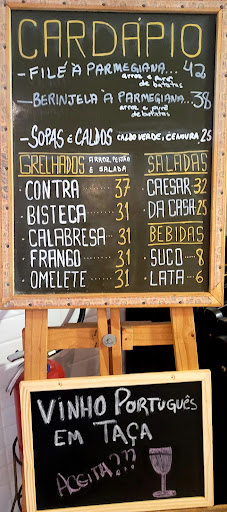 CARDÁPIO
- FILÉ À PARMEGIANA... 42
arroz e purê de batatas
- BERINJELA À PARMEGIANA... 38
arroz e purê de batatas
- SOPAS E CALDOS CALDO VERDE, CENOURA 25
GRELHADOS ARROZ, FEIJÃO E SALADA
CONTRA 37
BISTECA 31
CALABRESA 31
FRANGO 31
OMELETE 31
SALADAS
CAESAR 32
DA CASA 25
BEBIDAS
SUCO 8
LATA 6
VINHO PORTUGUÊS
EM TAÇA
ACEITA???